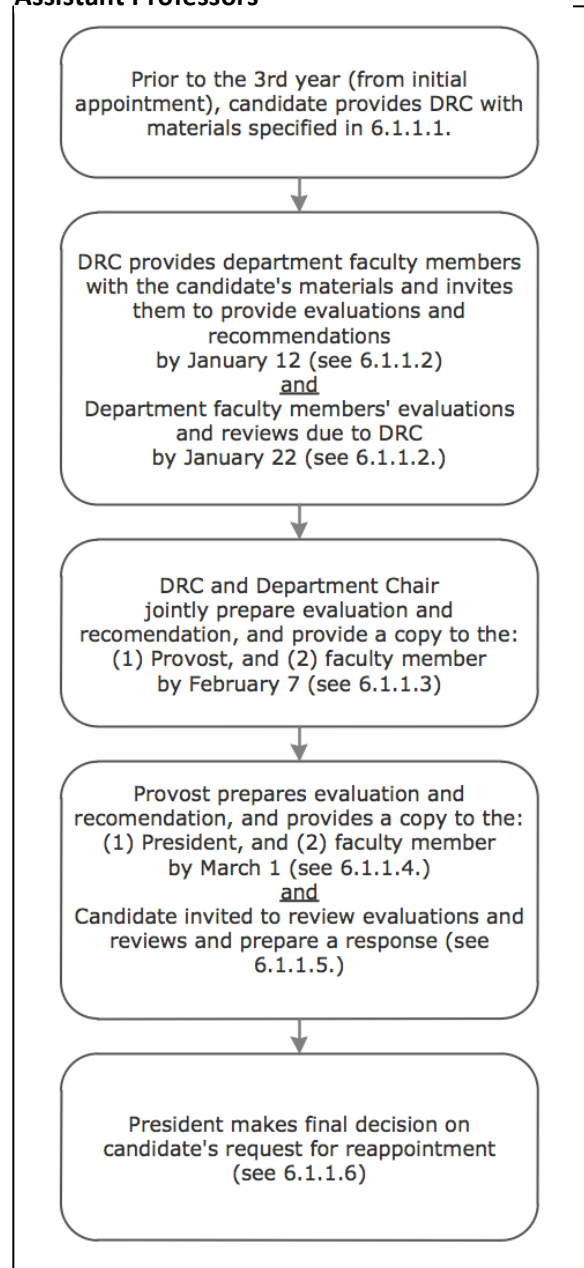 Assistant Professors
Prior to the 3rd year (from initial
appointment), candidate provides DRC with
materials specified in 6.1.1.1.
DRC provides department faculty members
with the candidate's materials and invites
them to provide evaluations and
recommendations
by January 12 (see 6.1.1.2)
and
Department faculty members' evaluations
and reviews due to DRC
by January 22 (see 6.1.1.2.)
DRC and Department Chair
jointly prepare evaluation and
recomendation, and provide a copy to the:
(1) Provost, and (2) faculty member
by February 7 (see 6.1.1.3)
Provost prepares evaluation and
recomendation, and provides a copy to the:
(1) President, and (2) faculty member
by March 1 (see 6.1.1.4.)
and
Candidate invited to review evaluations and
reviews and prepare a response (see
6.1.1.5.)
President makes final decision on
candidate's request for reappointment
(see 6.1.1.6)